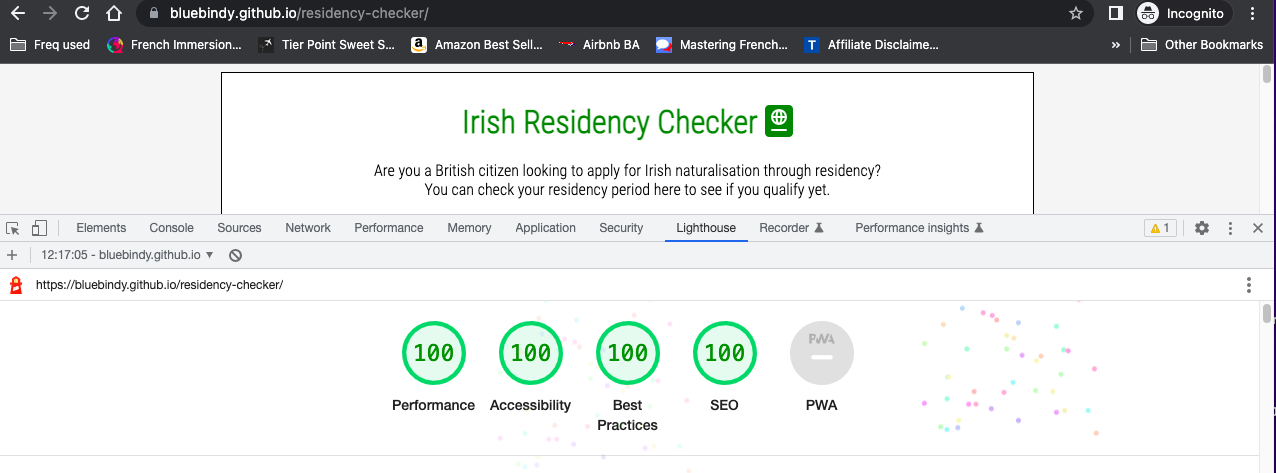 bluebindy.github.io/residency-checker/
Incognito
Freq used
French Immersion...
Tier Point Sweet S...
Amazon Best Sell...
Airbnb BA
Mastering French...
Affiliate Disclaime...
»
Other Bookmarks
Irish Residency Checker
Are you a British citizen looking to apply for Irish naturalisation through residency?
You can check your residency period here to see if you qualify yet.
Elements Console Sources Network Performance Memory Application Security Lighthouse Recorder Performance insights 1
12:17:05 - bluebindy.github.io
https://bluebindy.github.io/residency-checker/
100 100 100 100 PWA
Performance Accessibility Best SEO PWA
Practices